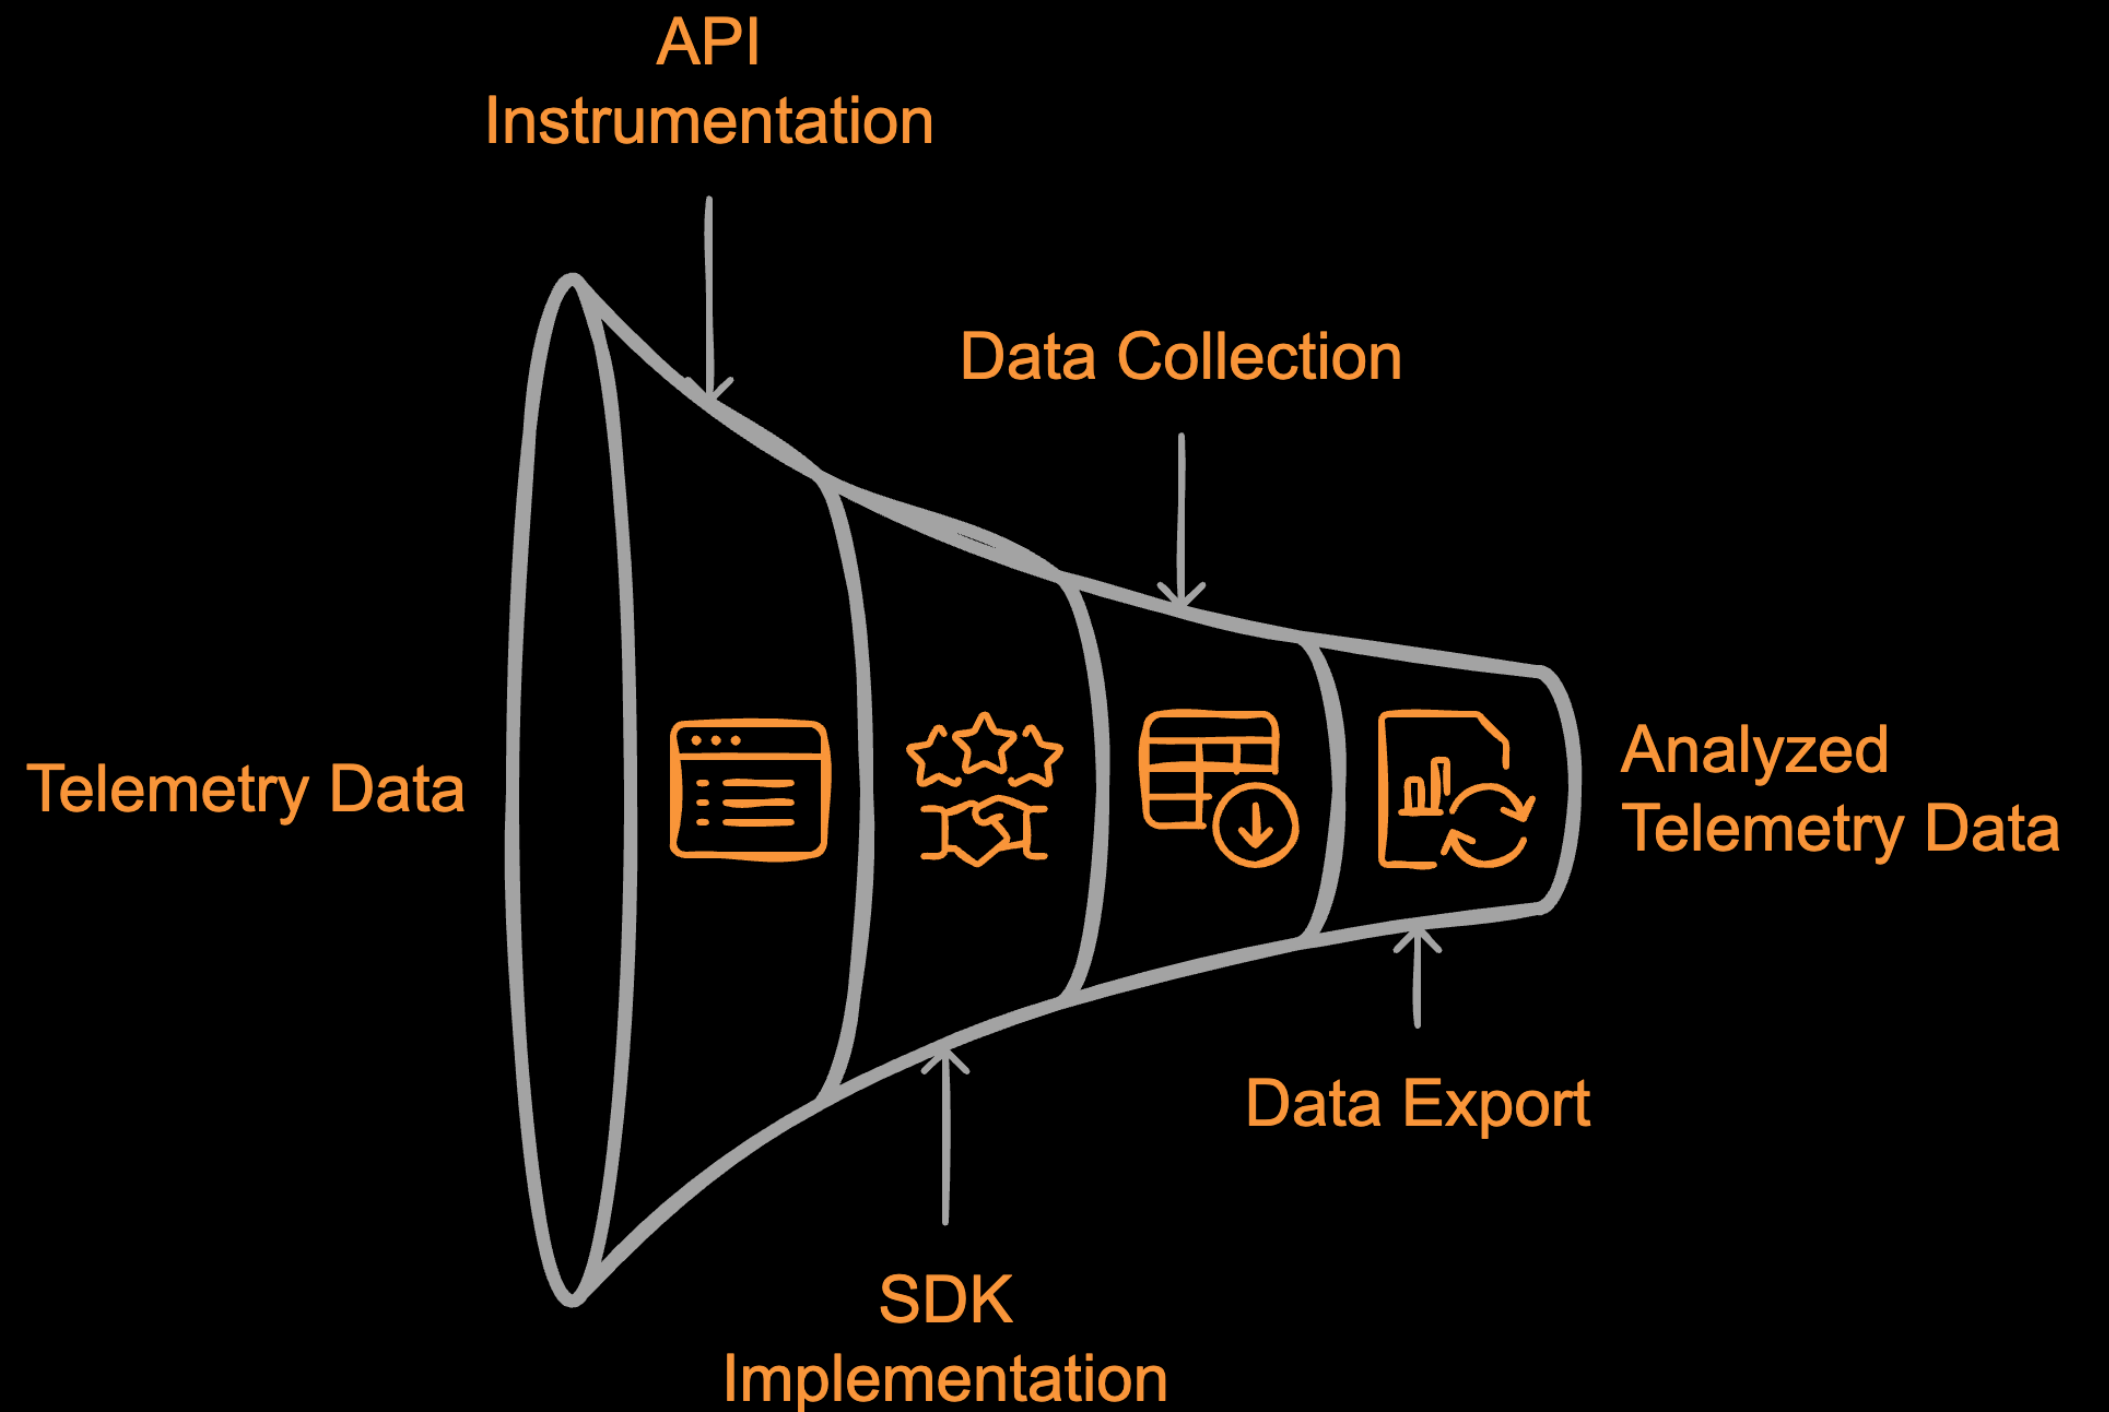 API
Instrumentation
Data Collection
Telemetry Data
Analyzed
Telemetry Data
Data Export
SDK
Implementation